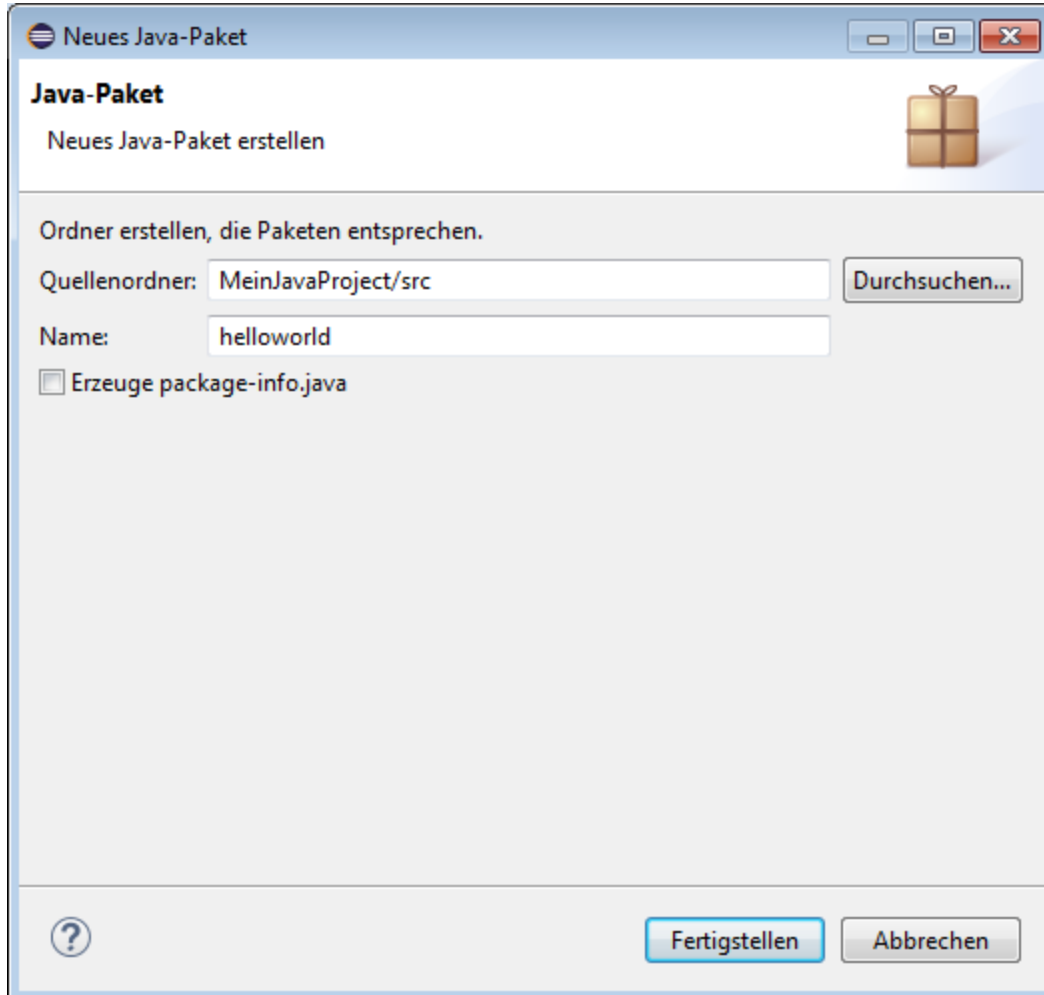 Neues Java-Paket
Java-Paket
Neues Java-Paket erstellen
Ordner erstellen, die Paketen entsprechen.
Quellenordner: MeinJavaProject/src Durchsuchen...
Name: helloworld
Erzeuge package-info.java
? Fertigstellen Abbrechen